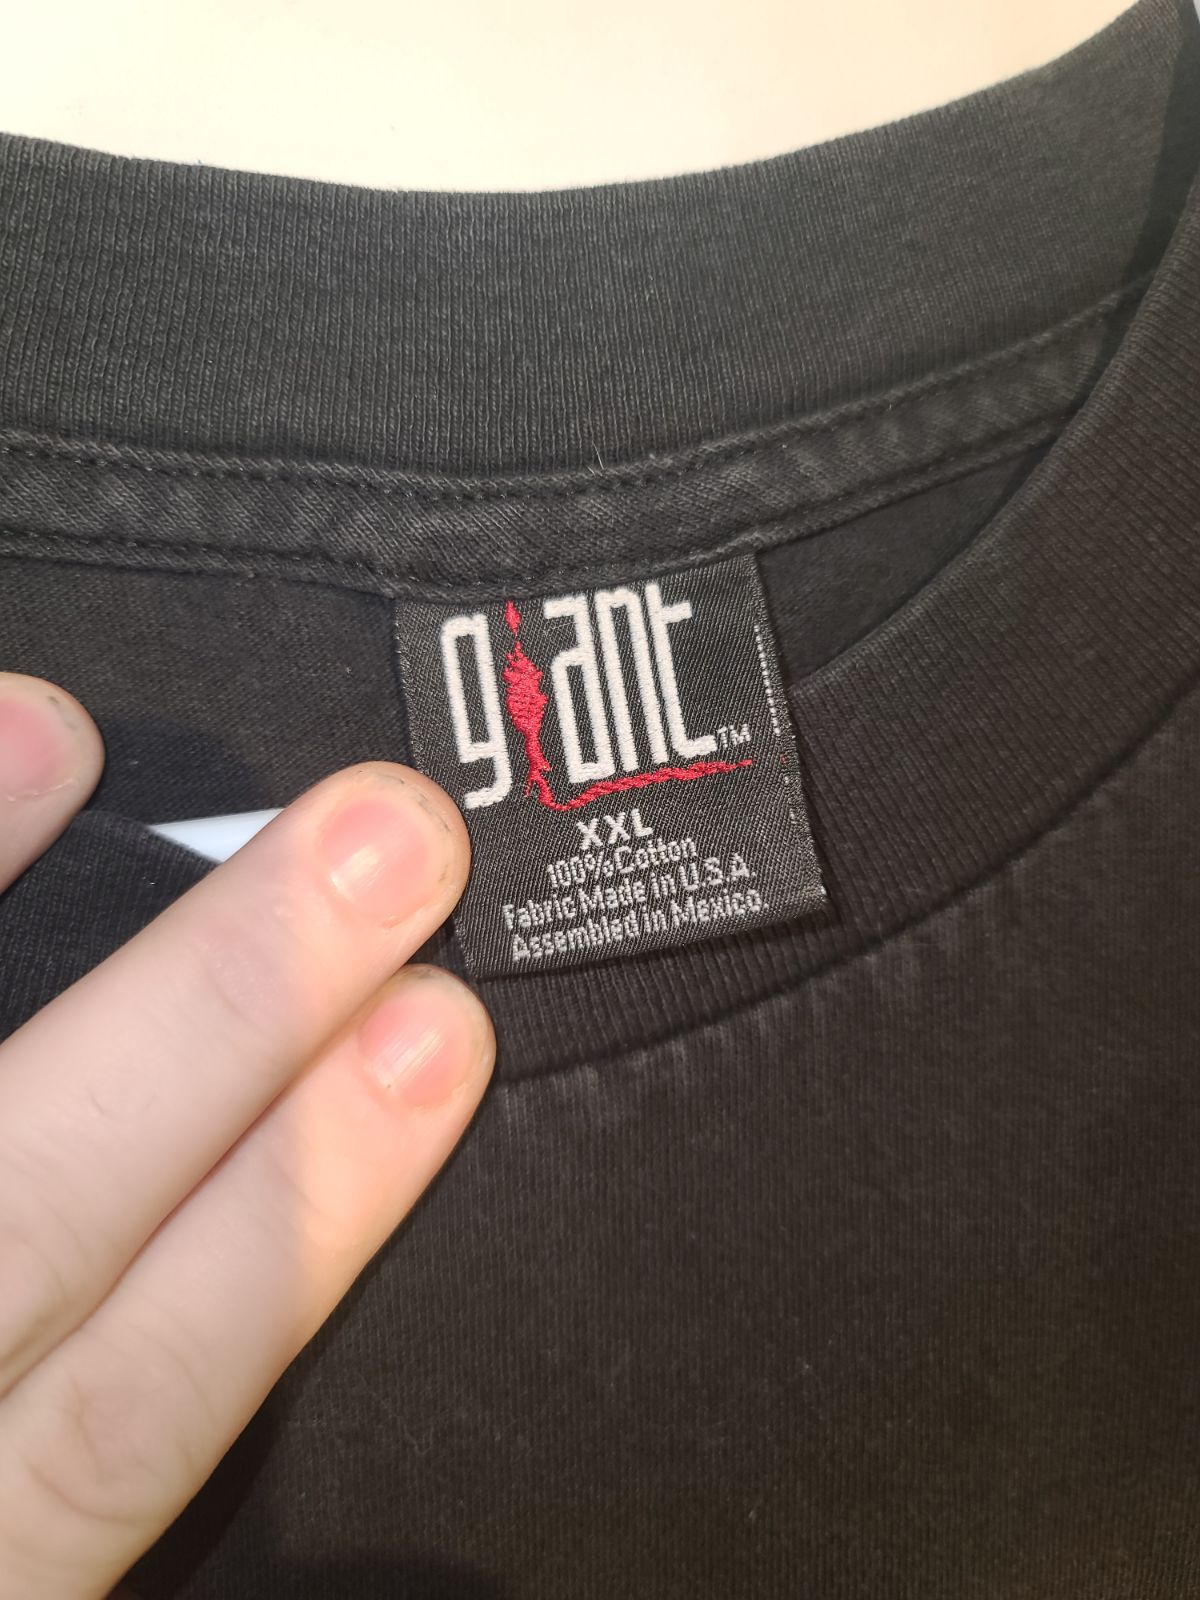 giant™
XXL
100% Cotton
Fabric Made in U.S.A.
Assembled in Mexico